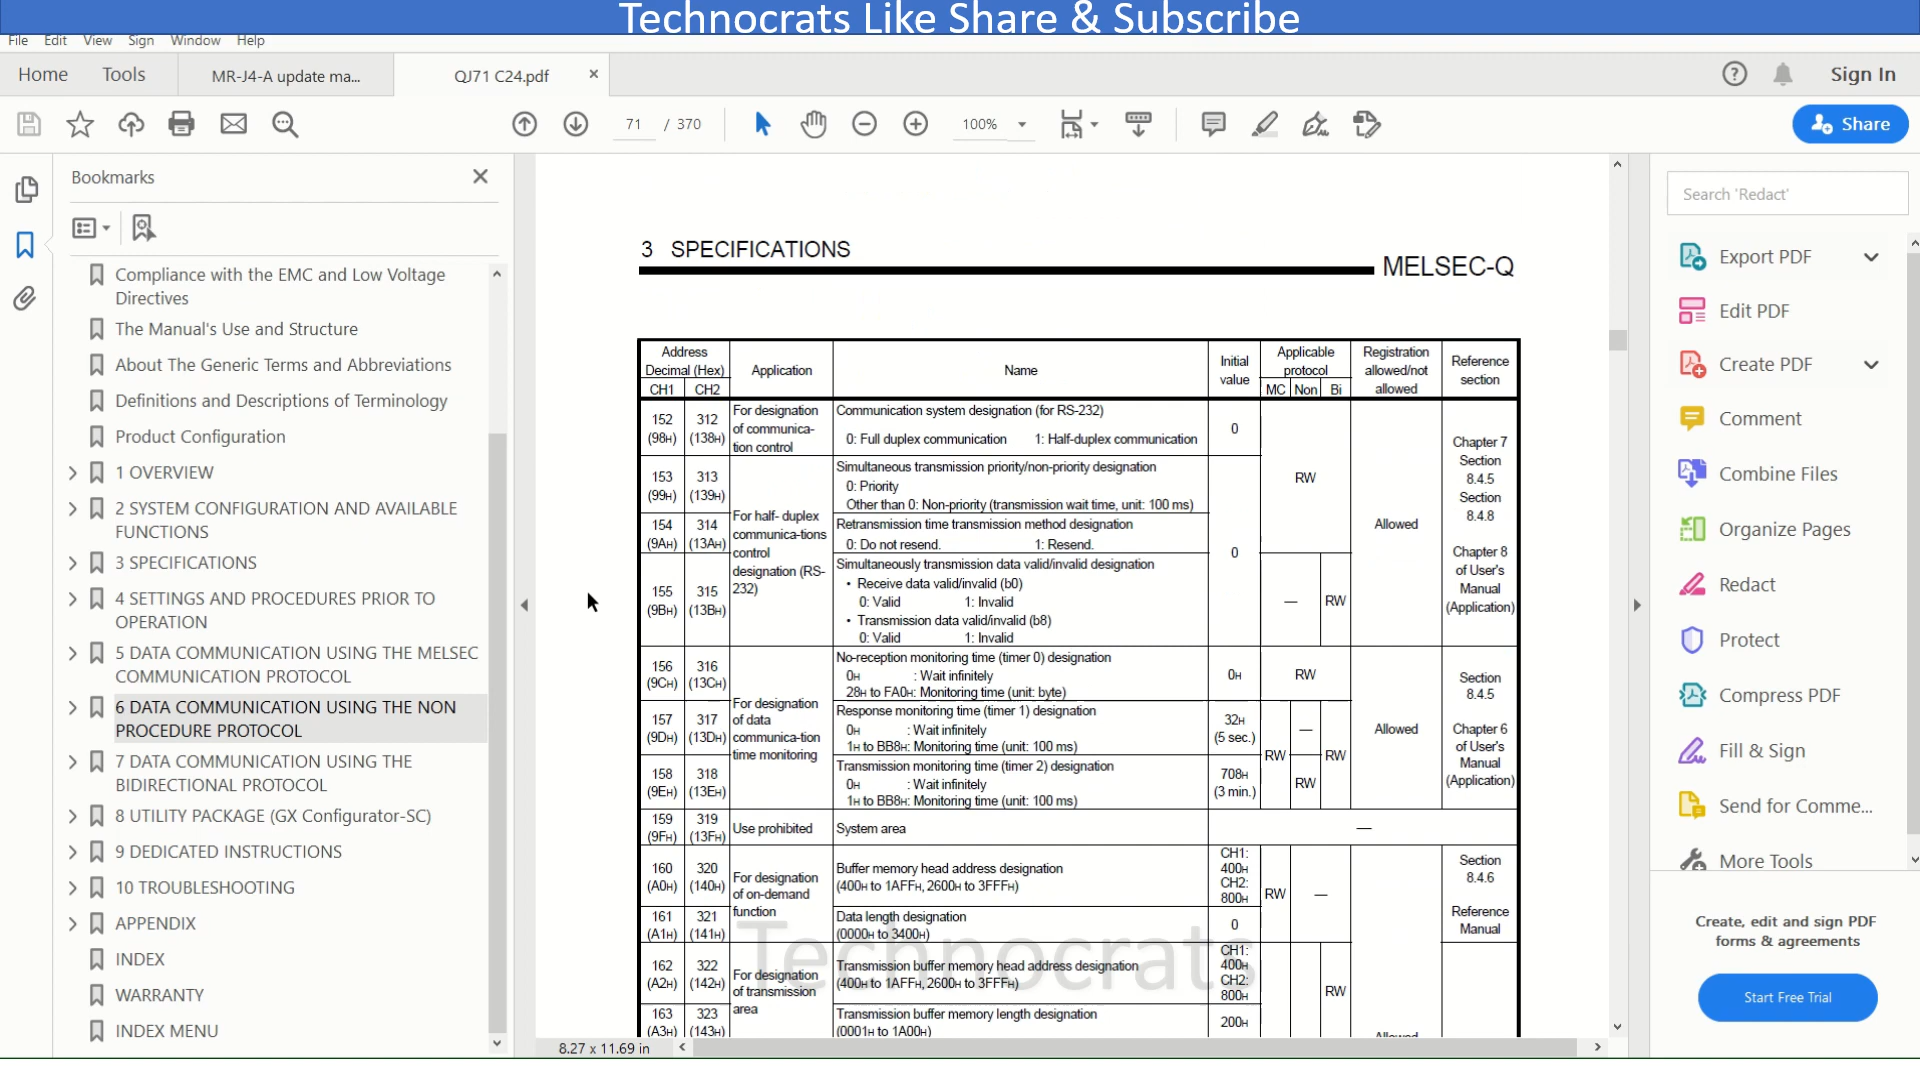 Technocrats Like Share & Subscribe
File Edit View Sign Window Help
Home Tools MR-J4-A update ma... QJ71 C24.pdf × Sign In
71 / 370 100% Share
Bookmarks
Compliance with the EMC and Low Voltage
Directives
The Manual's Use and Structure
About The Generic Terms and Abbreviations
Definitions and Descriptions of Terminology
Product Configuration
1 OVERVIEW
2 SYSTEM CONFIGURATION AND AVAILABLE
FUNCTIONS
3 SPECIFICATIONS
4 SETTINGS AND PROCEDURES PRIOR TO
OPERATION
5 DATA COMMUNICATION USING THE MELSEC
COMMUNICATION PROTOCOL
6 DATA COMMUNICATION USING THE NON
PROCEDURE PROTOCOL
7 DATA COMMUNICATION USING THE
BIDIRECTIONAL PROTOCOL
8 UTILITY PACKAGE (GX Configurator-SC)
9 DEDICATED INSTRUCTIONS
10 TROUBLESHOOTING
APPENDIX
INDEX
WARRANTY
INDEX MENU
3 SPECIFICATIONS
MELSEC-Q
Address
Decimal (Hex)
CH1 CH2
Application
Name
Initial
value
Applicable
protocol
MC Non Bi
Registration
allowed/not
allowed
Reference
section
152 312
(98H) (138H)
For designation
of communica-
tion control
Communication system designation (for RS-232)
0: Full duplex communication 1: Half-duplex communication
0
153 313
(99H) (139H)
For half- duplex
communica-tions
control
designation (RS-
232)
Simultaneous transmission priority/non-priority designation
0: Priority
Other than 0: Non-priority (transmission wait time, unit: 100 ms)
RW
154 314
(9AH) (13AH)
Retransmission time transmission method designation
0: Do not resend. 1: Resend.
0
155 315
(9BH) (13BH)
Simultaneously transmission data valid/invalid designation
• Receive data valid/invalid (b0)
0: Valid 1: Invalid
• Transmission data valid/invalid (b8)
0: Valid 1: Invalid
— RW
Allowed
Chapter 7
Section
8.4.5
Section
8.4.8
Chapter 8
of User's
Manual
(Application)
156 316
(9CH) (13CH)
For designation
of data
communica-tion
time monitoring
No-reception monitoring time (timer 0) designation
0H : Wait infinitely
28H to FA0H: Monitoring time (unit: byte)
0H
RW
157 317
(9DH) (13DH)
Response monitoring time (timer 1) designation
0H : Wait infinitely
1H to BB8H: Monitoring time (unit: 100 ms)
32H
(5 sec.)
RW — RW
158 318
(9EH) (13EH)
Transmission monitoring time (timer 2) designation
0H : Wait infinitely
1H to BB8H: Monitoring time (unit: 100 ms)
708H
(3 min.)
RW
Allowed
Section
8.4.5
Chapter 6
of User's
Manual
(Application)
159 319
(9FH) (13FH)
Use prohibited
System area
—
160 320
(A0H) (140H)
For designation
of on-demand
function
Buffer memory head address designation
(400H to 1AFFH, 2600H to 3FFFH)
CH1:
400H
CH2:
800H
RW —
161 321
(A1H) (141H)
Data length designation
(0000H to 3400H)
0
Section
8.4.6
Reference
Manual
162 322
(A2H) (142H)
For designation
of transmission
area
Transmission buffer memory head address designation
(400H to 1AFFH, 2600H to 3FFFH)
CH1:
400H
CH2:
800H
RW
163 323
(A3H) (143H)
Transmission buffer memory length designation
(0001H to 1A00H)
200H
Allowed
Technocrats
8.27 x 11.69 in
Search 'Redact'
Export PDF
Edit PDF
Create PDF
Comment
Combine Files
Organize Pages
Redact
Protect
Compress PDF
Fill & Sign
Send for Comme...
More Tools
Create, edit and sign PDF
forms & agreements
Start Free Trial